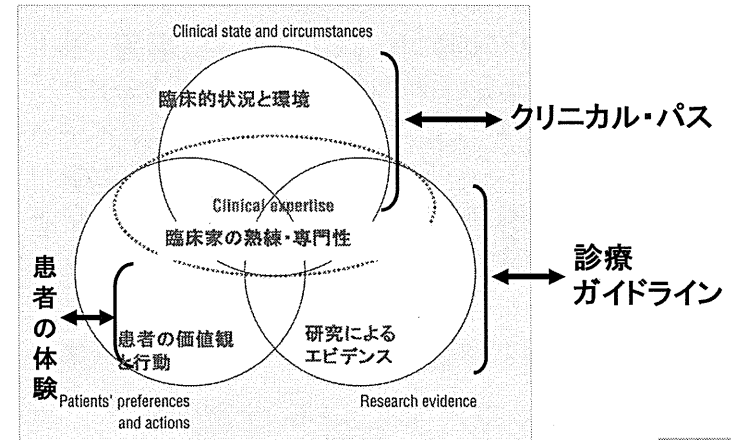 Clinical state and circumstances
臨床的状況と環境
クリニカル・パス
Clinical expertise
臨床家の熟練・専門性
診療
ガイドライン
患者の体験
患者の価値観
と行動
研究による
エビデンス
Patients' preferences
and actions
Research evidence